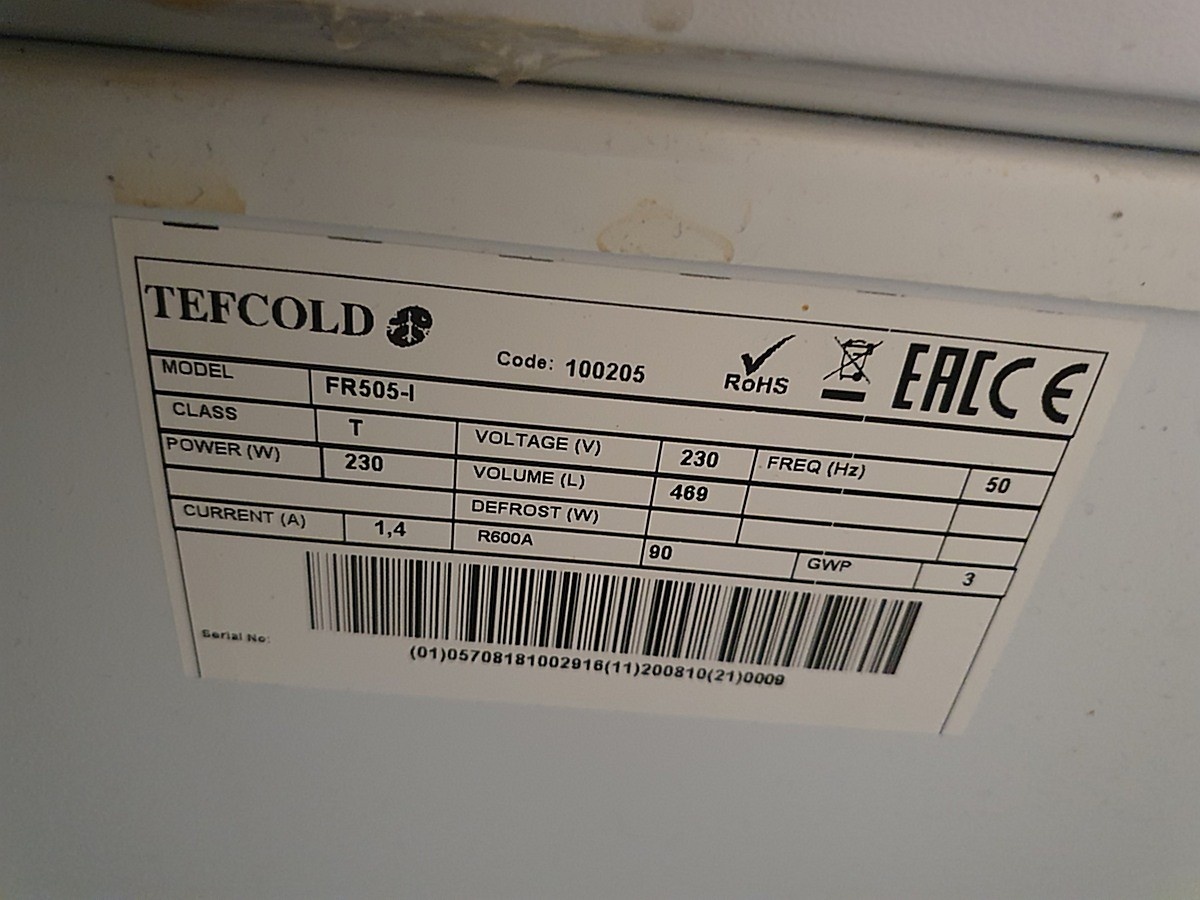 TEFCOLD
Code: 100205
RoHS
EAC CE
MODEL FR505-I
CLASS T VOLTAGE (V) 230 FREQ (Hz) 50
POWER (W) 230 VOLUME (L) 469
DEFROST (W)
CURRENT (A) 1,4 R600A 90 GWP 3
Serial No:
(01)05708181002916(11)200810(21)0009